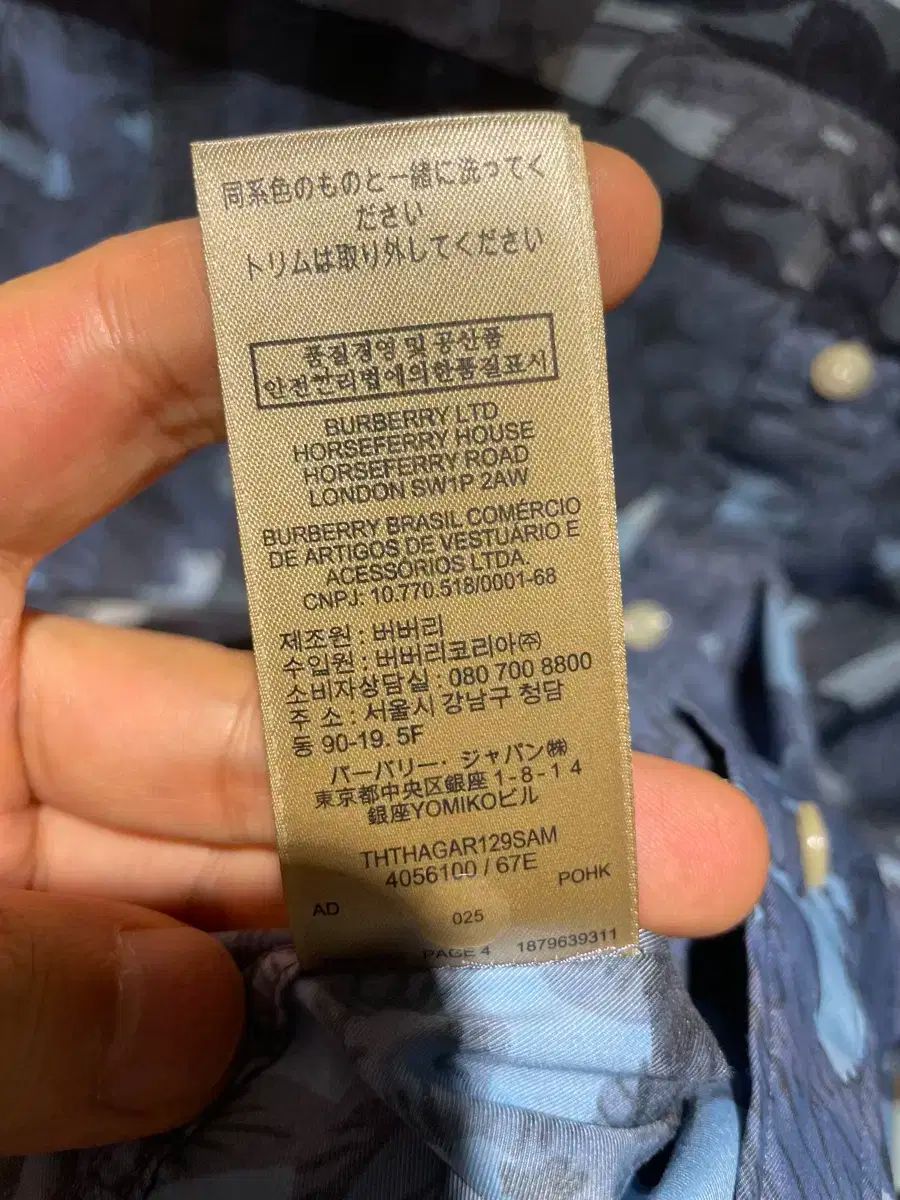 同系色のものと一緒に洗ってく
ださい
トリムは取り外してください
품질경영 및 공산품
안전관리법에의한품질표시
BURBERRY LTD
HORSEFERRY HOUSE
HORSEFERRY ROAD
LONDON SW1P 2AW
BURBERRY BRASIL COMÉRCIO
DE ARTIGOS DE VESTUÁRIO E
ACESSÓRIOS LTDA.
CNPJ: 10.770.518/0001-68
제조원 : 버버리
수입원 : 버버리코리아㈜
소비자상담실 : 080 700 8800
주 소 : 서울시 강남구 청담
동 90-19. 5F
バーバリー・ジャパン㈱
東京都中央区銀座1-8-14
銀座YOMIKOビル
THTHAGAR129SAM
4056100 / 67E
POHK
AD
025
PAGE 4 1879639311